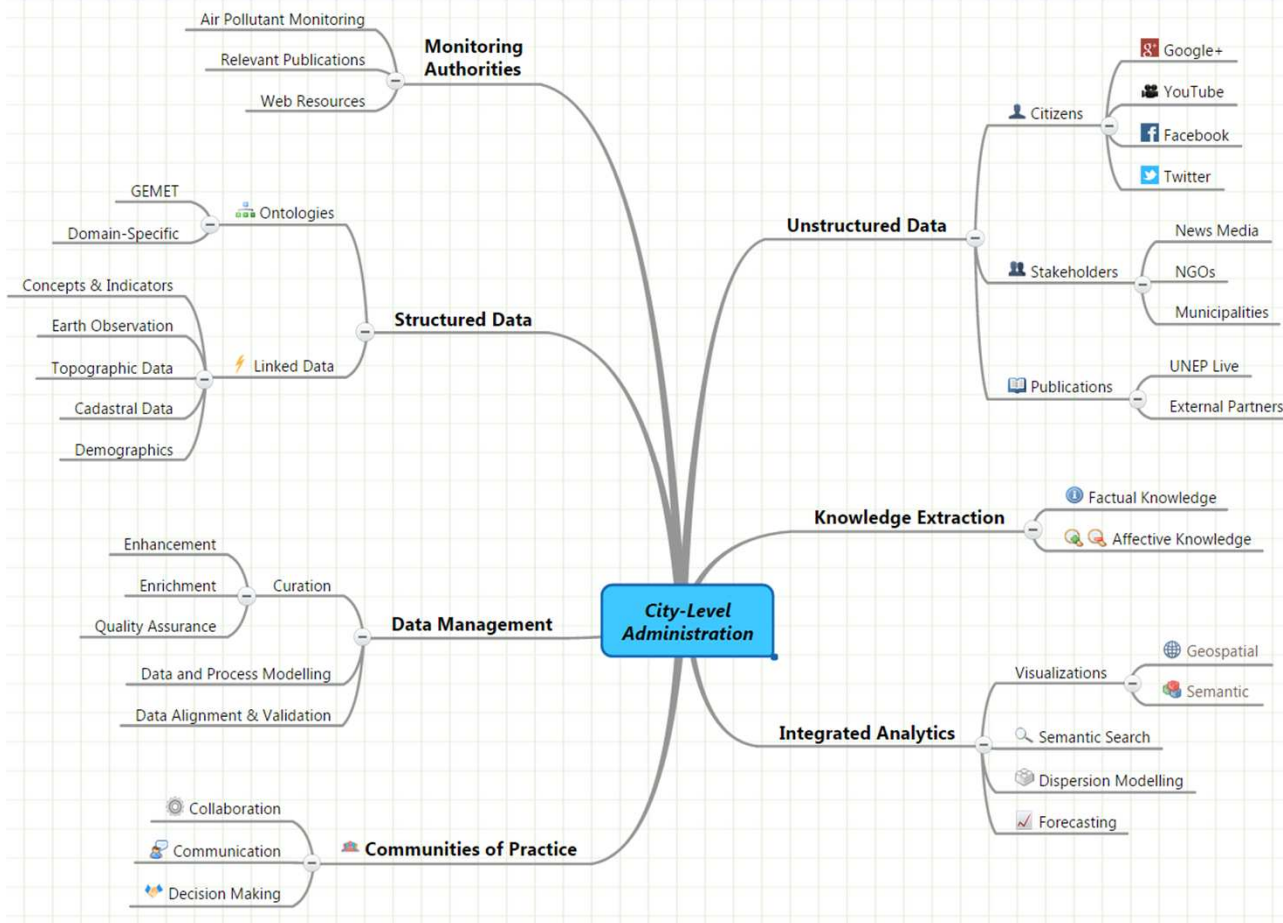 Air Pollutant Monitoring
Relevant Publications
Web Resources
Monitoring
Authorities
GEMET
Domain-Specific
Ontologies
Concepts & Indicators
Earth Observation
Topographic Data
Cadastral Data
Demographics
Linked Data
Structured Data
Enhancement
Enrichment
Quality Assurance
Curation
Data and Process Modelling
Data Alignment & Validation
Data Management
Collaboration
Communication
Decision Making
Communities of Practice
City-Level
Administration
Unstructured Data
Citizens
g+ Google+
YouTube
f Facebook
Twitter
Stakeholders
News Media
NGOs
Municipalities
Publications
UNEP Live
External Partners
Knowledge Extraction
Factual Knowledge
Affective Knowledge
Integrated Analytics
Visualizations
Geospatial
Semantic
Semantic Search
Dispersion Modelling
Forecasting